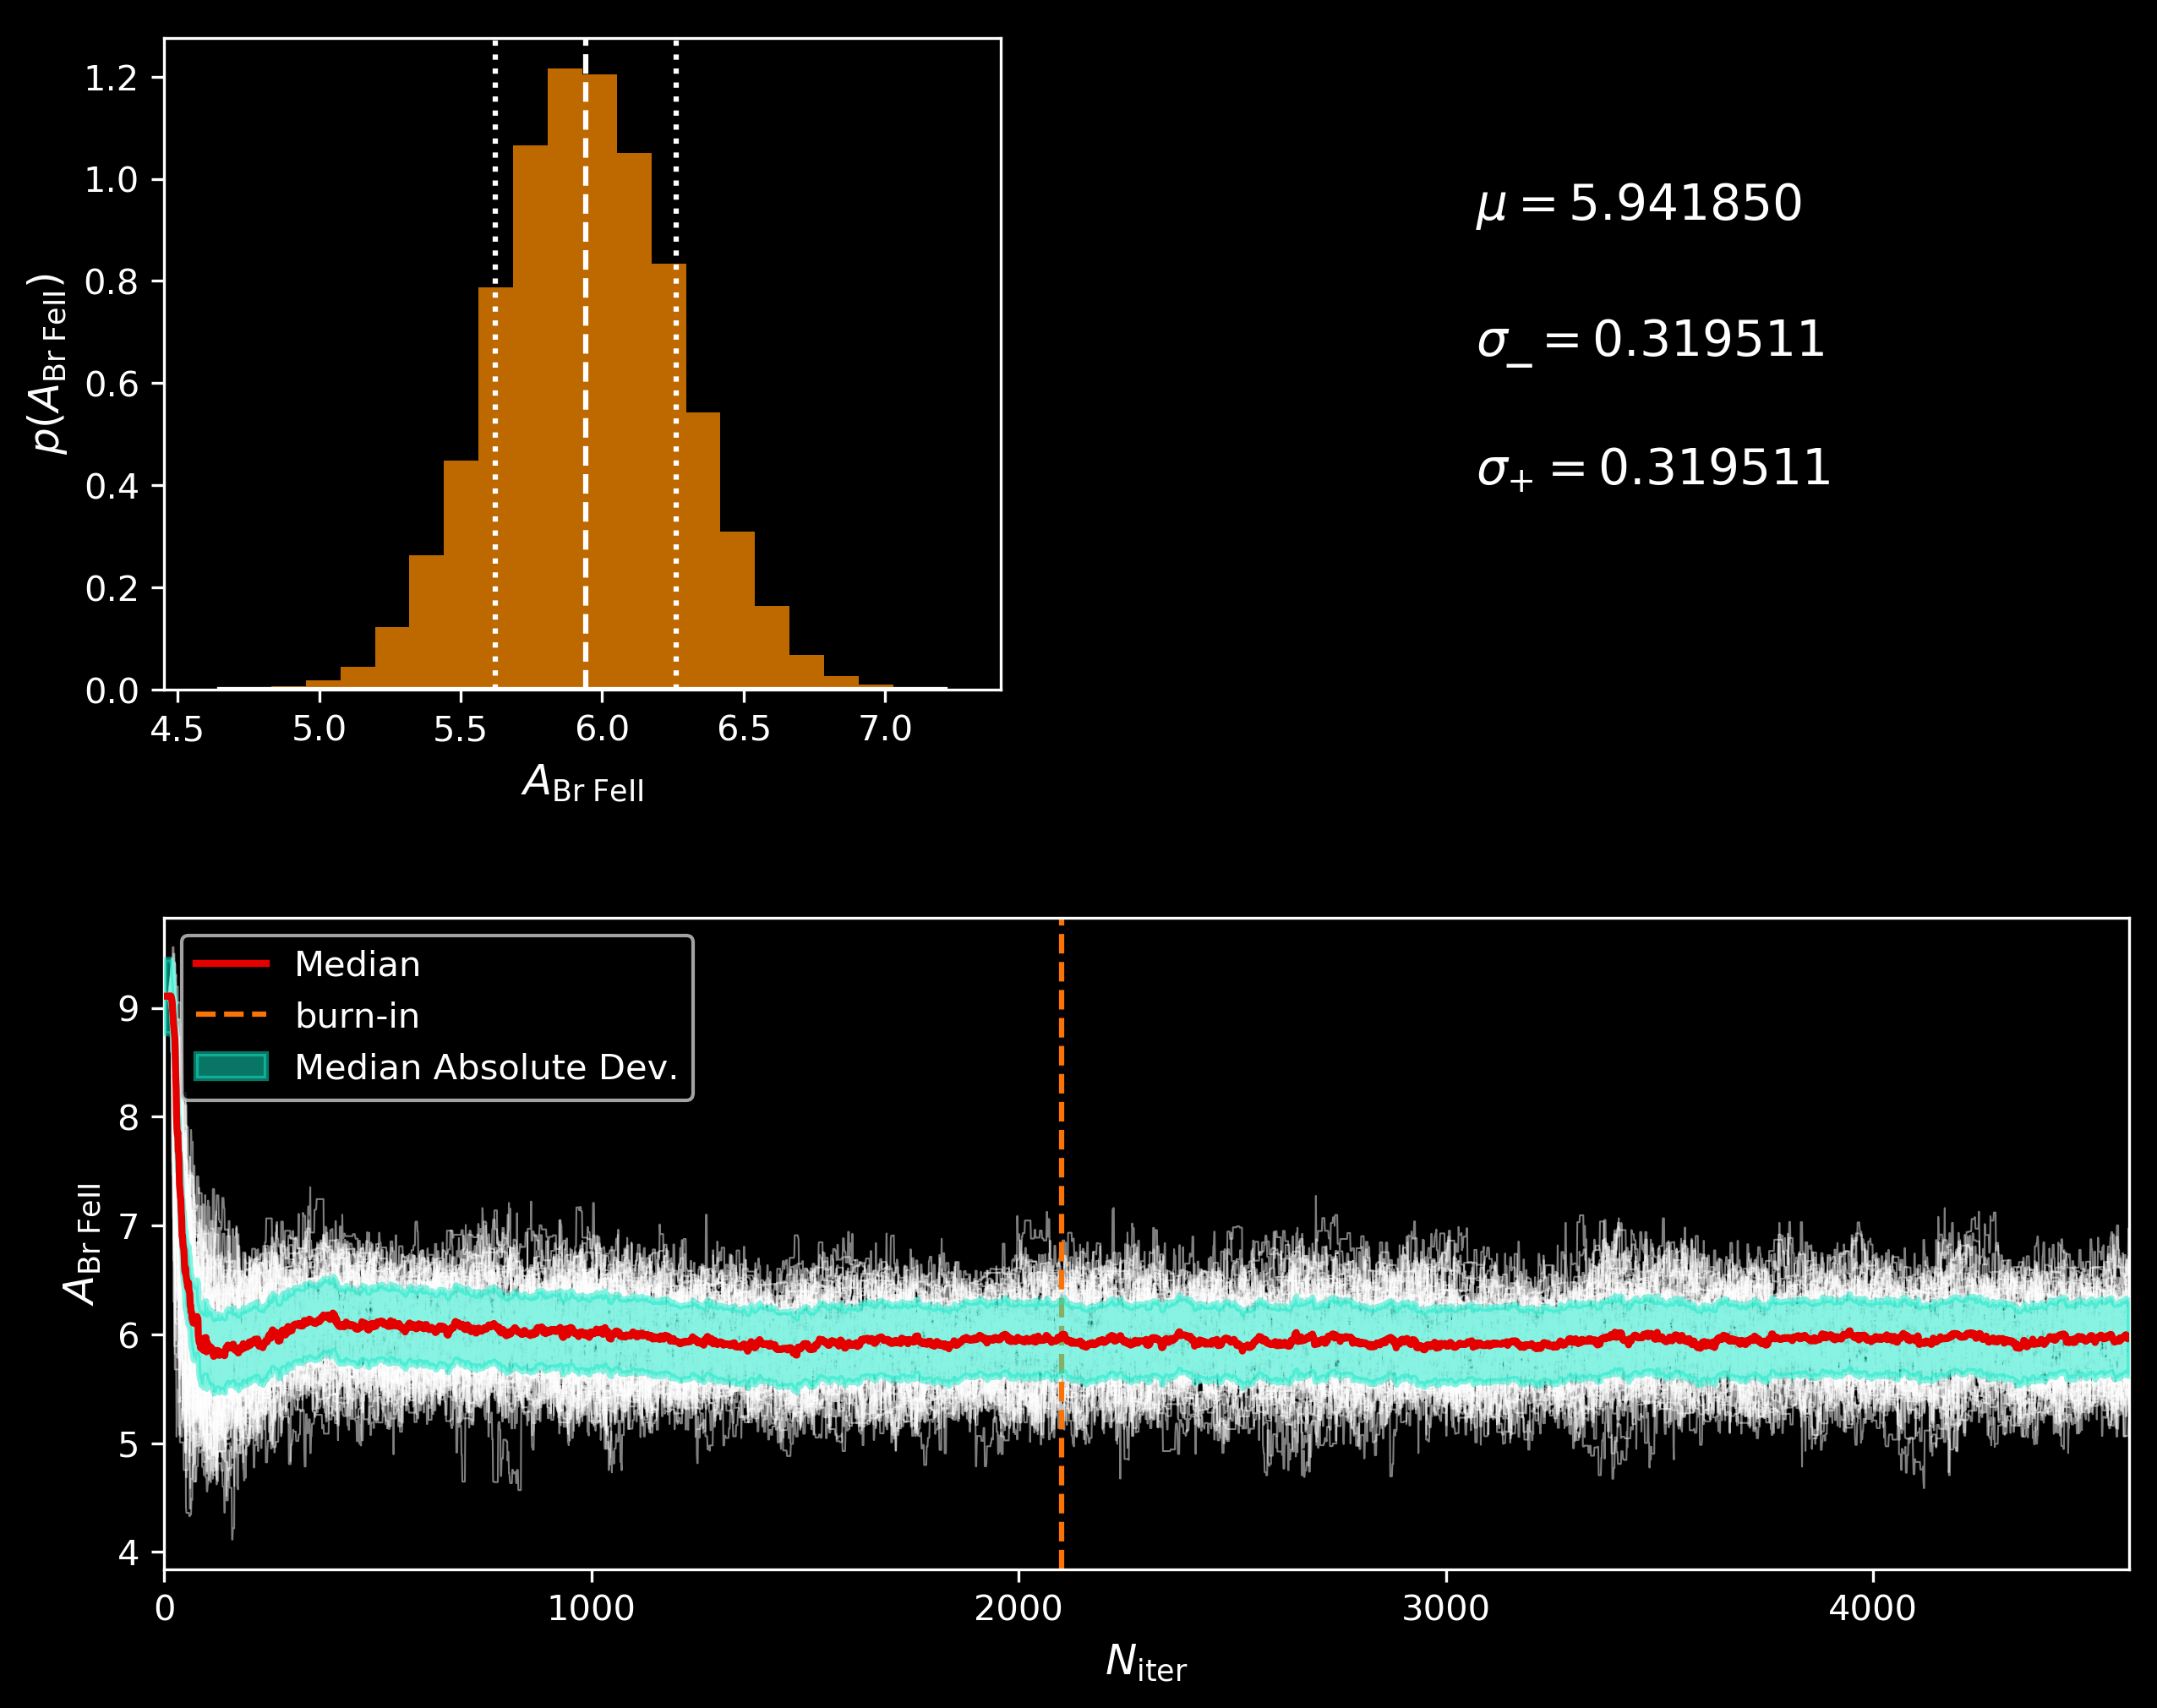 1.2
1.0
0.8
0.6
0.4
0.2
0.0
p(A_Br FeII)
4.5 5.0 5.5 6.0 6.5 7.0
A_Br FeII
μ = 5.941850
σ_− = 0.319511
σ_+ = 0.319511
Median
burn-in
Median Absolute Dev.
9
8
7
6
5
4
A_Br FeII
0 1000 2000 3000 4000
N_iter